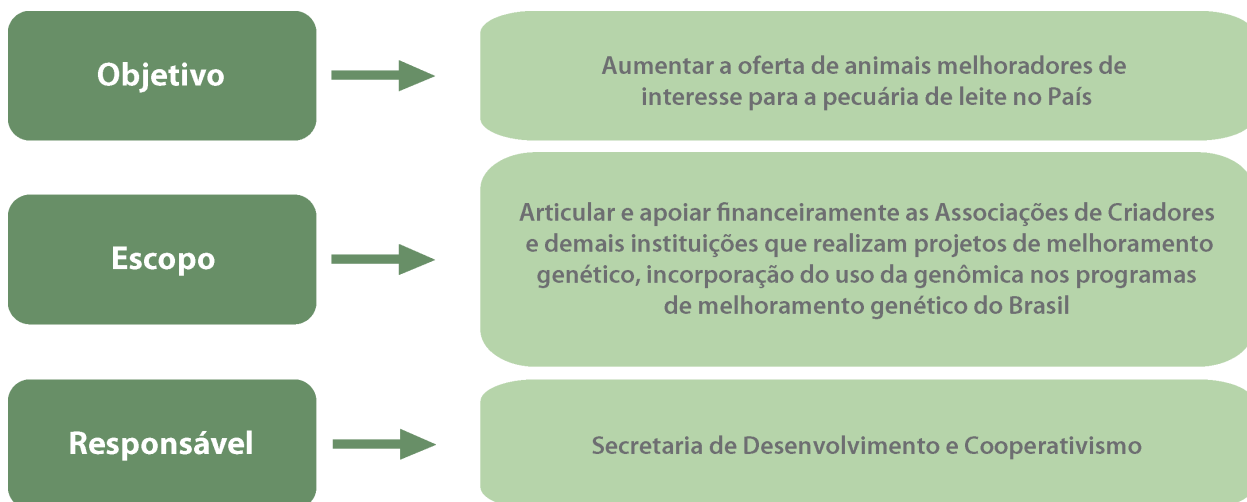 Objetivo
Aumentar a oferta de animais melhoradores de
interesse para a pecuária de leite no País
Escopo
Articular e apoiar financeiramente as Associações de Criadores
e demais instituições que realizam projetos de melhoramento
genético, incorporação do uso da genômica nos programas
de melhoramento genético do Brasil
Responsável
Secretaria de Desenvolvimento e Cooperativismo